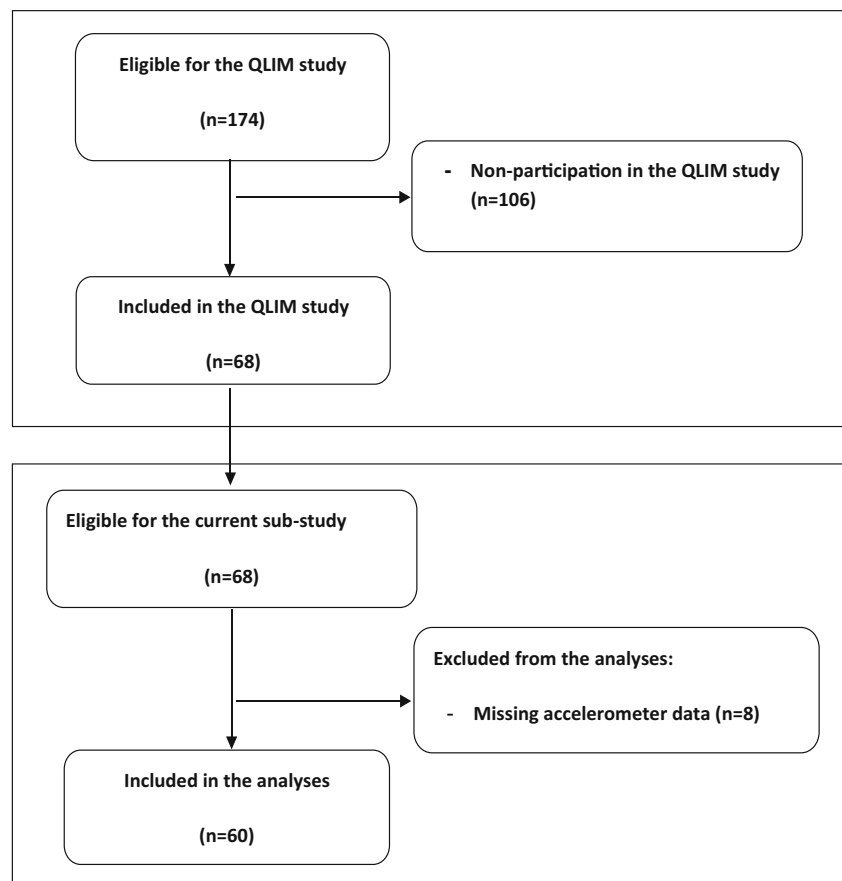 Eligible for the QLIM study
(n=174)
- Non-participation in the QLIM study
(n=106)
Included in the QLIM study
(n=68)
Eligible for the current sub-study
(n=68)
Excluded from the analyses:
- Missing accelerometer data (n=8)
Included in the analyses
(n=60)